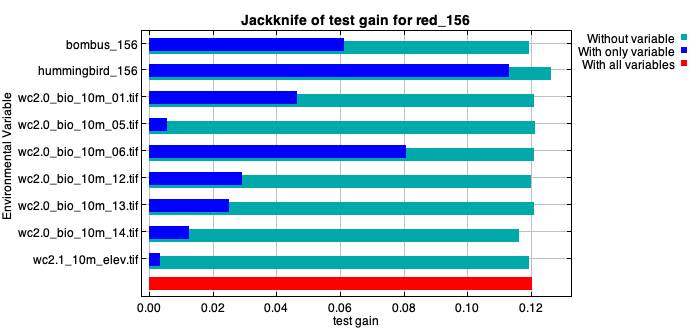 Jackknife of test gain for red_156
Without variable
With only variable
With all variables
Environmental Variable
bombus_156
hummingbird_156
wc2.0_bio_10m_01.tif
wc2.0_bio_10m_05.tif
wc2.0_bio_10m_06.tif
wc2.0_bio_10m_12.tif
wc2.0_bio_10m_13.tif
wc2.0_bio_10m_14.tif
wc2.1_10m_elev.tif
0.00 0.02 0.04 0.06 0.08 0.10 0.12
test gain